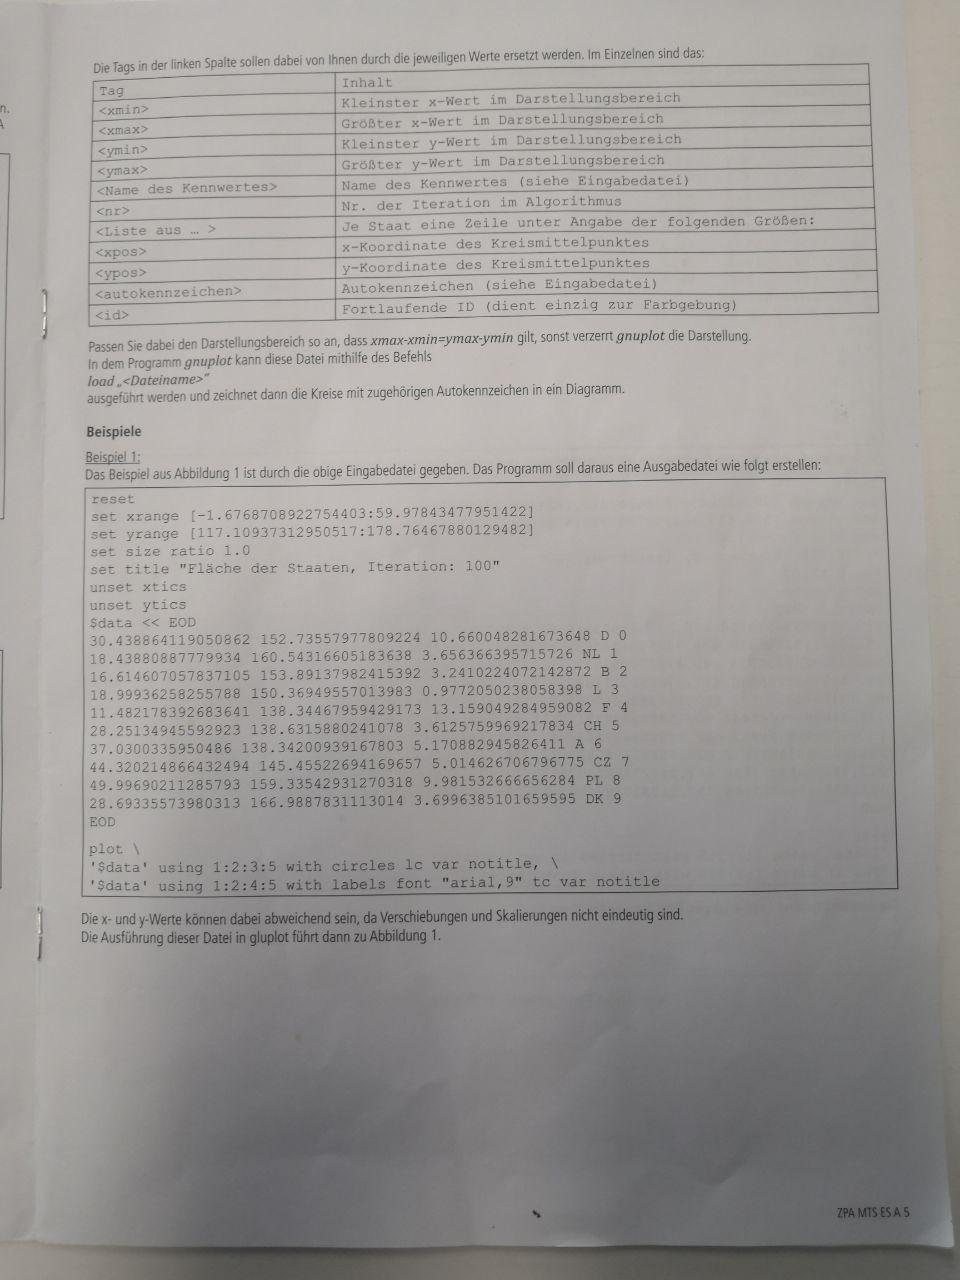 Die Tags in der linken Spalte sollen dabei von Ihnen durch die jeweiligen Werte ersetzt werden. Im Einzelnen sind das:
Tag Inhalt
<xmin> Kleinster x-Wert im Darstellungsbereich
<xmax> Größter x-Wert im Darstellungsbereich
<ymin> Kleinster y-Wert im Darstellungsbereich
<ymax> Größter y-Wert im Darstellungsbereich
<Name des Kennwertes> Name des Kennwertes (siehe Eingabedatei)
<nr> Nr. der Iteration im Algorithmus
<Liste aus … > Je Staat eine Zeile unter Angabe der folgenden Größen:
<xpos> x-Koordinate des Kreismittelpunktes
<ypos> y-Koordinate des Kreismittelpunktes
<autokennzeichen> Autokennzeichen (siehe Eingabedatei)
<id> Fortlaufende ID (dient einzig zur Farbgebung)
Passen Sie dabei den Darstellungsbereich so an, dass xmax-xmin=ymax-ymin gilt, sonst verzerrt gnuplot die Darstellung.
In dem Programm gnuplot kann diese Datei mithilfe des Befehls
load „<Dateiname>“
ausgeführt werden und zeichnet dann die Kreise mit zugehörigen Autokennzeichen in ein Diagramm.
Beispiele
Beispiel 1:
Das Beispiel aus Abbildung 1 ist durch die obige Eingabedatei gegeben. Das Programm soll daraus eine Ausgabedatei wie folgt erstellen:
reset
set xrange [-1.6768708922754403:59.97843477951422]
set yrange [117.10937312950517:178.76467880129482]
set size ratio 1.0
set title "Fläche der Staaten, Iteration: 100"
unset xtics
unset ytics
$data << EOD
30.438864119050862 152.73557977809224 10.660048281673648 D 0
18.43880887779934 160.54316605183638 3.656366395715726 NL 1
16.614607057837105 153.89137982415392 3.2410224072142872 B 2
18.99936258255788 150.36949557013983 0.9772050238058398 L 3
11.482178392683641 138.34467959429173 13.159049284959082 F 4
28.25134945592923 138.6315880241078 3.6125759969217834 CH 5
37.0300335950486 138.34200939167803 5.170882945826411 A 6
44.320214866432494 145.45522694169657 5.014626706796775 CZ 7
49.99690211285793 159.33542931270318 9.981532666656284 PL 8
28.69335573980313 166.9887831113014 3.6996385101659595 DK 9
EOD
plot \
'$data' using 1:2:3:5 with circles lc var notitle, \
'$data' using 1:2:4:5 with labels font "arial,9" tc var notitle
Die x- und y-Werte können dabei abweichend sein, da Verschiebungen und Skalierungen nicht eindeutig sind.
Die Ausführung dieser Datei in gluplot führt dann zu Abbildung 1.
ZPA MTS ES A 5